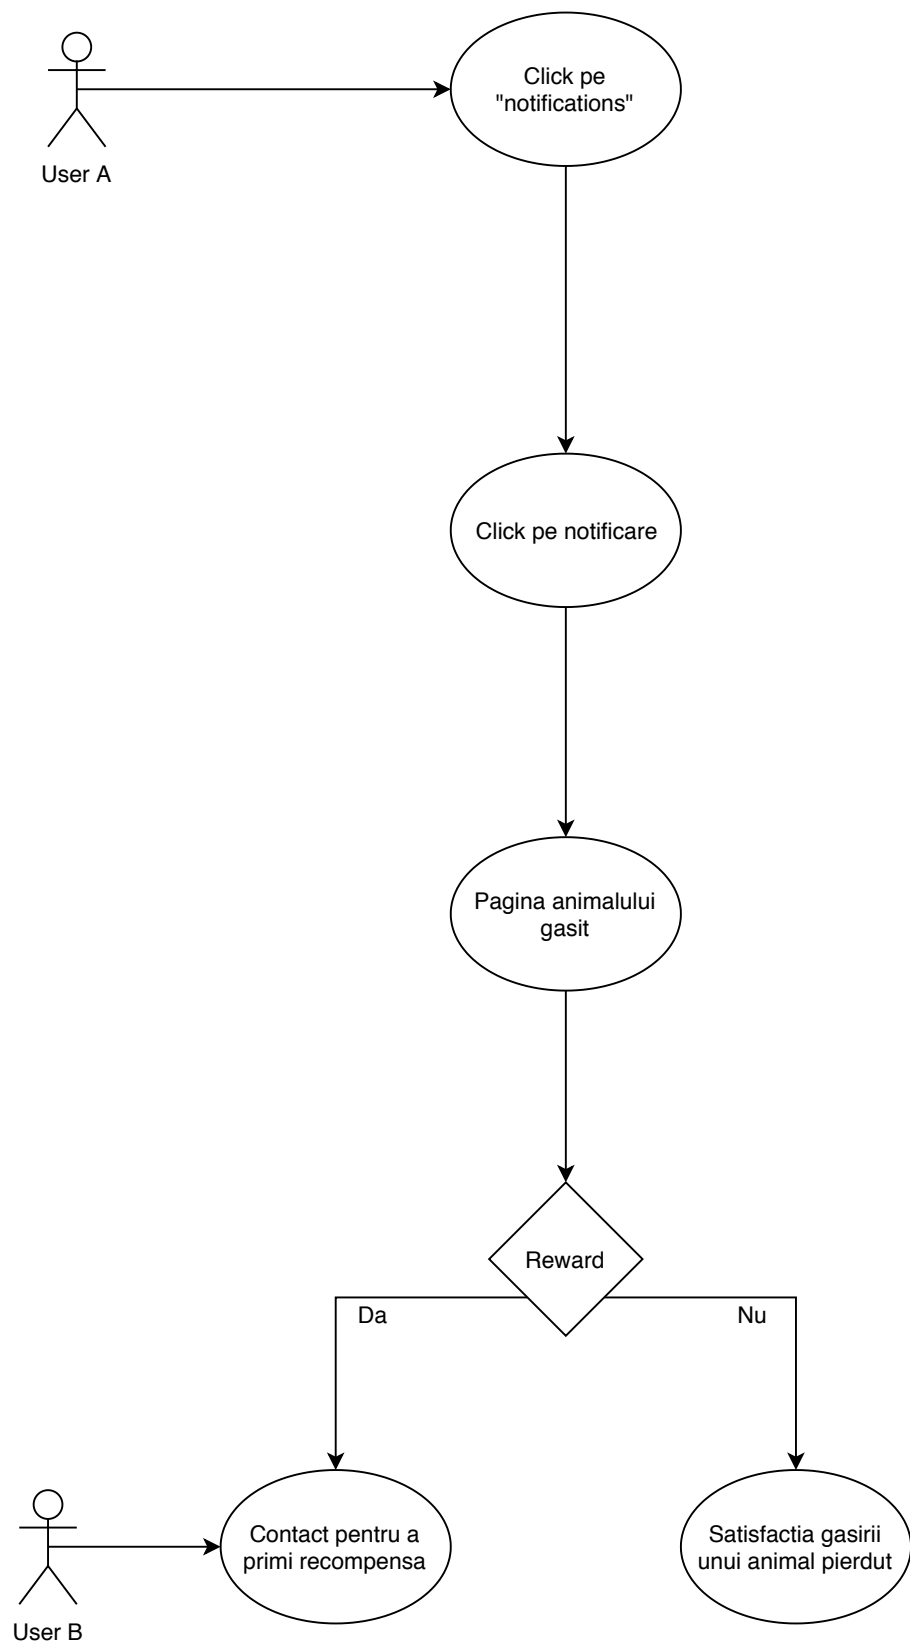 Click pe
"notifications"
User A
Click pe notificare
Pagina animalului
gasit
Reward
Da
Nu
Contact pentru a
primi recompensa
Satisfactia gasirii
unui animal pierdut
User B